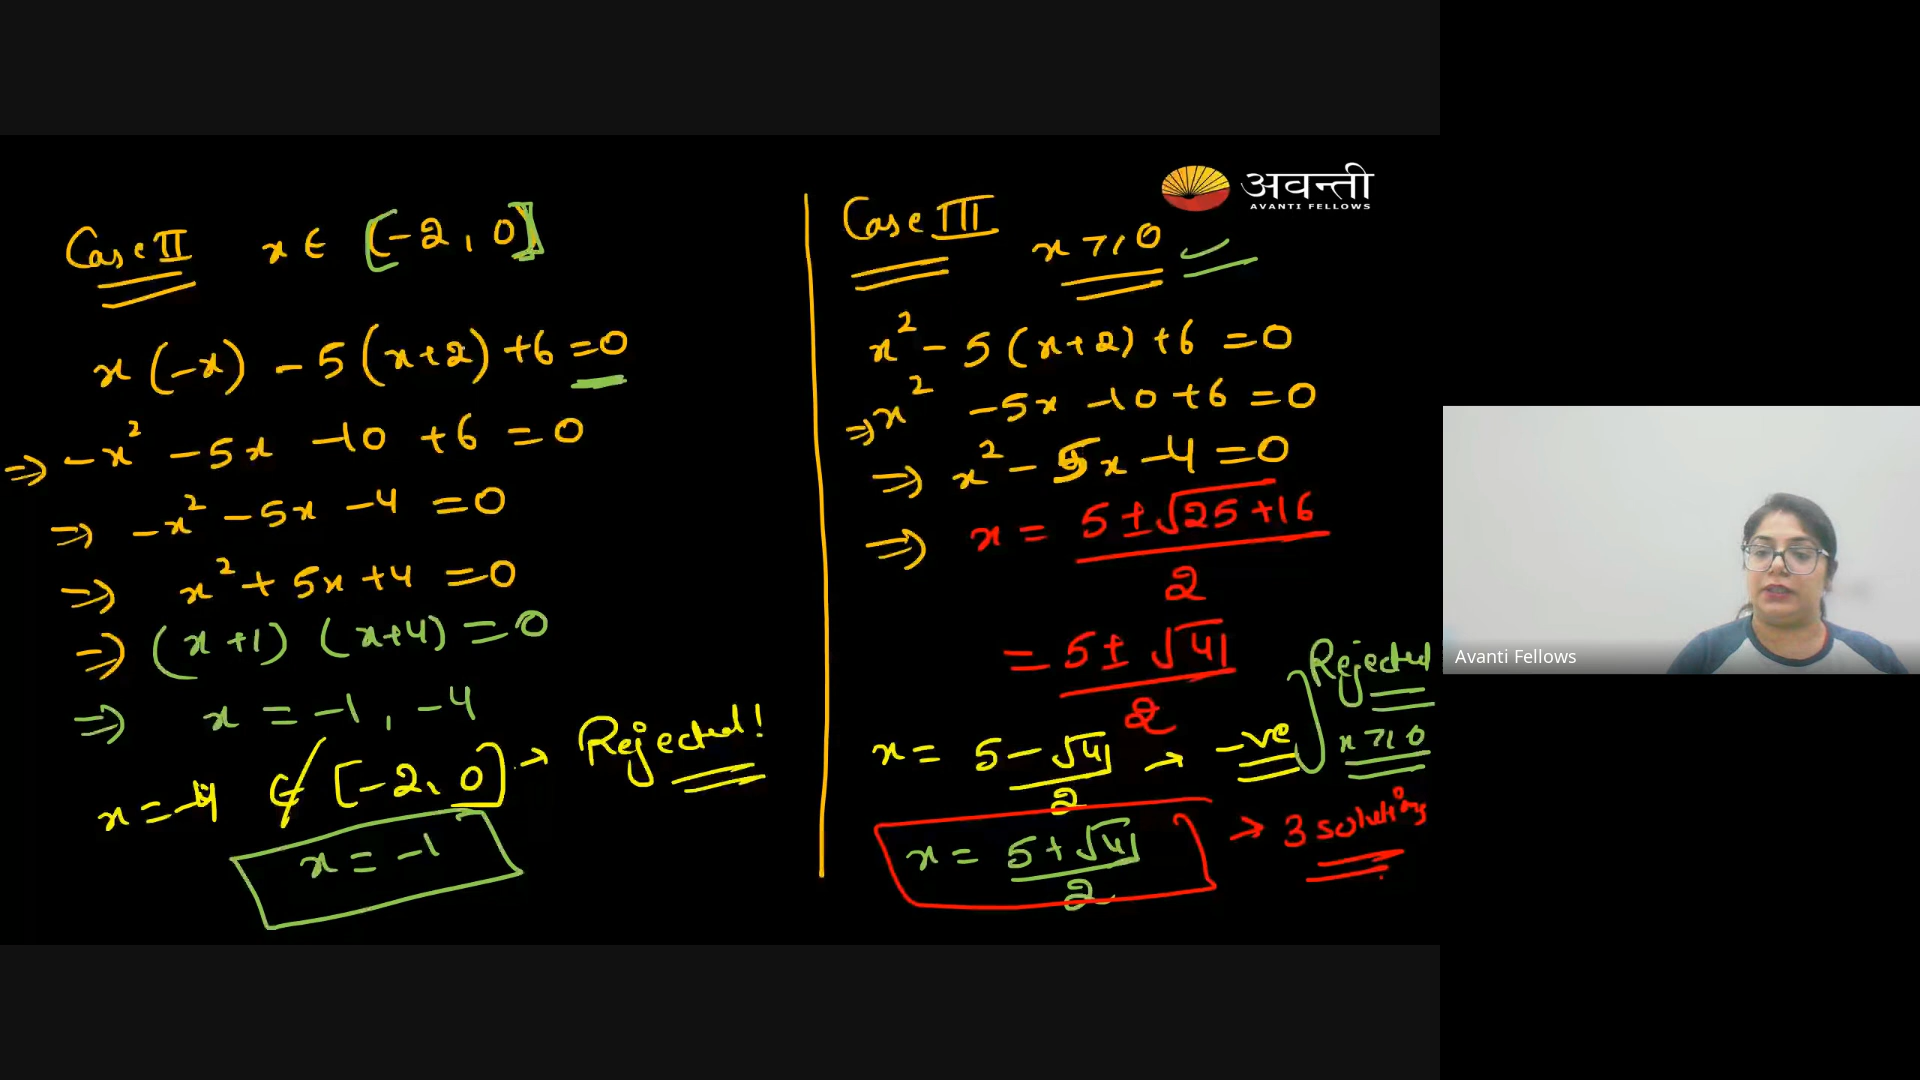 अवन्ती
AVANTI FELLOWS
Case II x ∈ [-2, 0]
x(-x) - 5(x+2) +6 =0
⇒ -x² -5x -10 +6 =0
⇒ -x² -5x -4 =0
⇒ x² + 5x +4 =0
⇒ (x+1) (x+4) =0
⇒ x = -1, -4
x = -4 ∉ [-2, 0] → Rejected!
x = -1
Case III x ≥ 0
x² - 5(x+2) +6 =0
⇒ x² -5x -10 +6 =0
⇒ x² - 5x -4 =0
⇒ x = (5 ± √25+16)/2
= (5 ± √41)/2
x = (5 - √41)/2 → -ve Rejected
x ≥ 0
x = (5 + √41)/2 → 3 solutions
Avanti Fellows